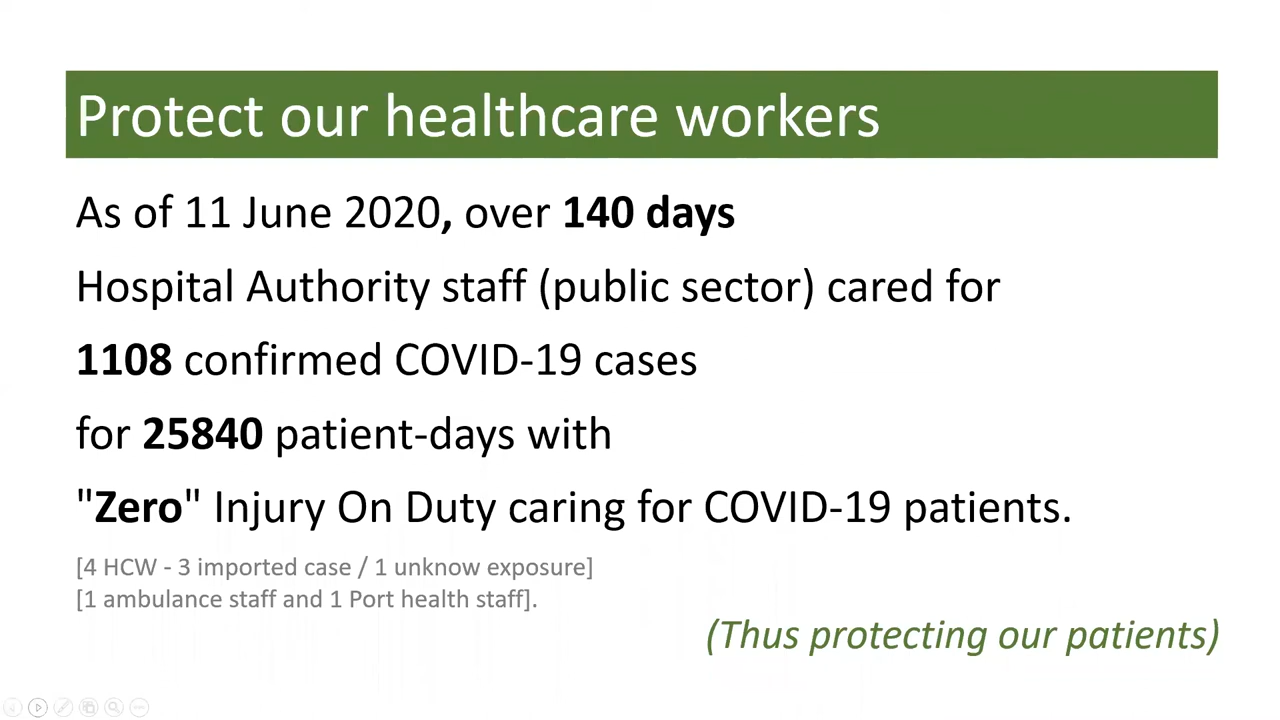 Protect our healthcare workers
As of 11 June 2020, over 140 days
Hospital Authority staff (public sector) cared for
1108 confirmed COVID-19 cases
for 25840 patient-days with
"Zero" Injury On Duty caring for COVID-19 patients.
[4 HCW - 3 imported case / 1 unknow exposure]
[1 ambulance staff and 1 Port health staff].
(Thus protecting our patients)